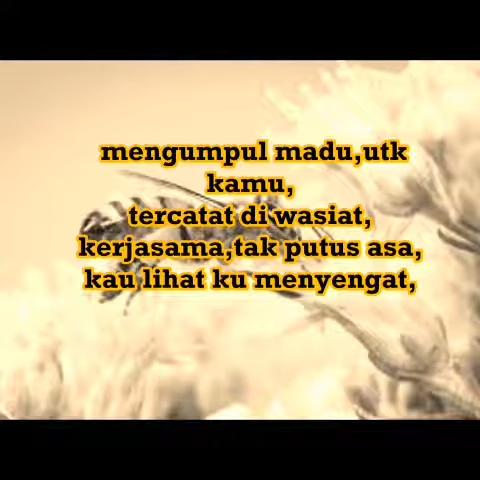 mengumpul madu,utk
kamu,
tercatat di wasiat,
kerjasama,tak putus asa,
kau lihat ku menyengat,